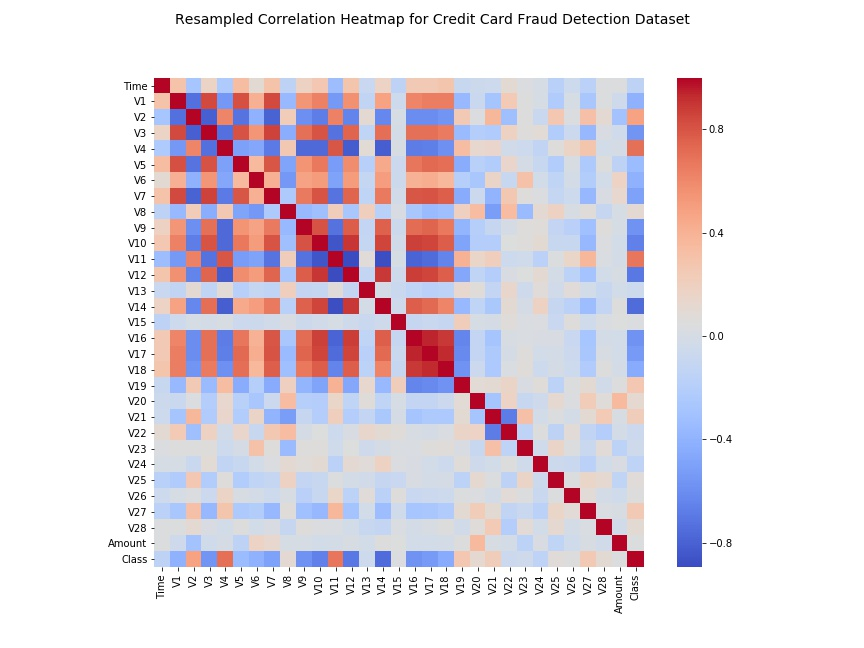 Resampled Correlation Heatmap for Credit Card Fraud Detection Dataset
Time
V1
V2
V3
V4
V5
V6
V7
V8
V9
V10
V11
V12
V13
V14
V15
V16
V17
V18
V19
V20
V21
V22
V23
V24
V25
V26
V27
V28
Amount
Class
Time
V1
V2
V3
V4
V5
V6
V7
V8
V9
V10
V11
V12
V13
V14
V15
V16
V17
V18
V19
V20
V21
V22
V23
V24
V25
V26
V27
V28
Amount
Class
0.8
0.4
0.0
−0.4
−0.8